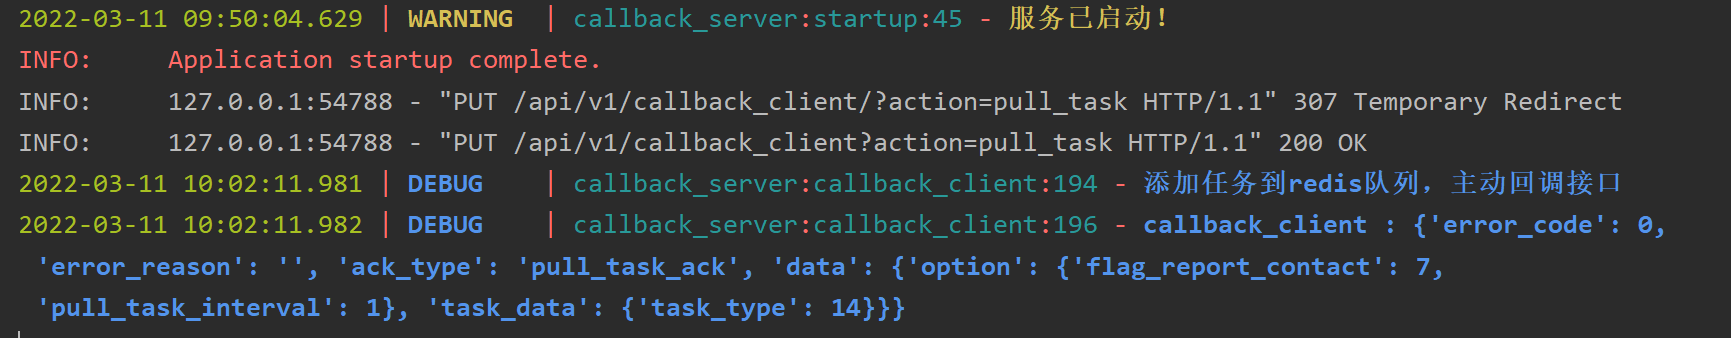 2022-03-11 09:50:04.629 | WARNING  | callback_server:startup:45 - 服务已启动!
INFO:     Application startup complete.
INFO:     127.0.0.1:54788 - "PUT /api/v1/callback_client/?action=pull_task HTTP/1.1" 307 Temporary Redirect
INFO:     127.0.0.1:54788 - "PUT /api/v1/callback_client?action=pull_task HTTP/1.1" 200 OK
2022-03-11 10:02:11.981 | DEBUG    | callback_server:callback_client:194 - 添加任务到redis队列，主动回调接口
2022-03-11 10:02:11.982 | DEBUG    | callback_server:callback_client:196 - callback_client : {'error_code': 0,
'error_reason': '', 'ack_type': 'pull_task_ack', 'data': {'option': {'flag_report_contact': 7,
'pull_task_interval': 1}, 'task_data': {'task_type': 14}}}